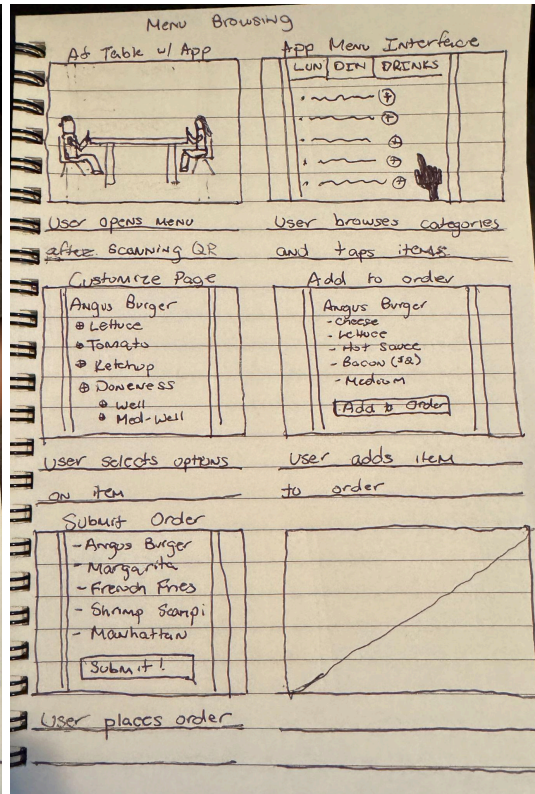 Menu Browsing
At Table w/ App
App Menu Interface
LUN DIN DRINKS
User opens menu
after scanning QR
User browses categories
and taps items.
Customize Page
Angus Burger
Lettuce
Tomato
Ketchup
Doneness
Well
Med-Well
User selects options
on item
Add to order
Angus Burger
- Cheese
- Lettuce
- Hot Sauce
- Bacon ($2)
- Medium
Add to Order
User adds item
to order
Submit Order
- Angus Burger
- Margarita
- French Fries
- Shrimp Scampi
- Manhattan
Submit!
User places order